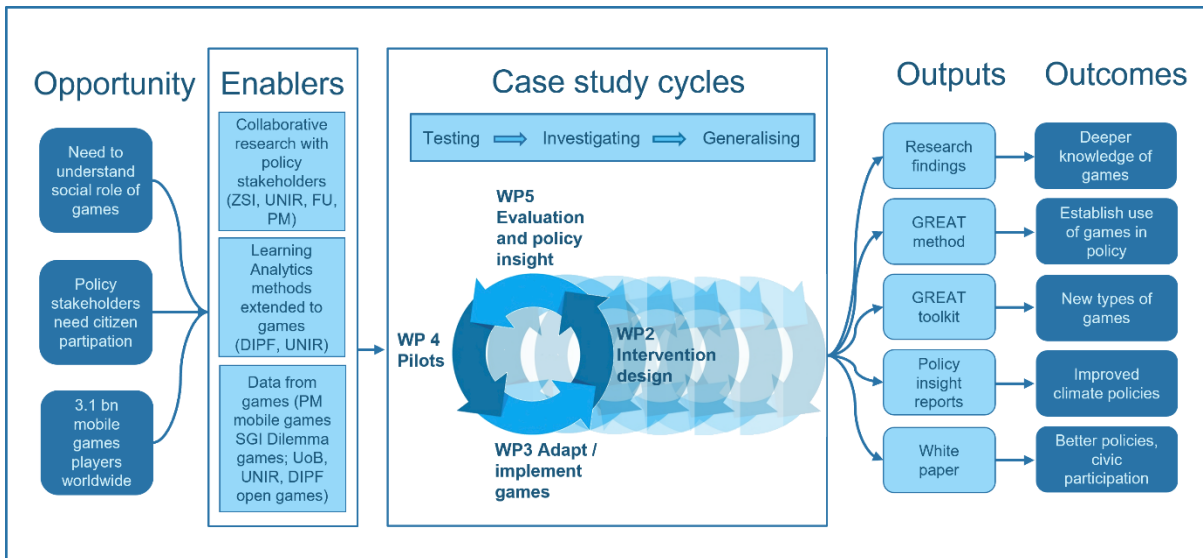 Opportunity
Need to
understand
social role of
games
Policy
stakeholders
need citizen
partipation
3.1 bn
mobile
games
players
worldwide
Enablers
Collaborative
research with
policy
stakeholders
(ZSI, UNIR, FU,
PM)
Learning
Analytics
methods
extended to
games
(DIPF, UNIR)
Data from
games (PM
mobile games
SGI Dilemma
games; UoB,
UNIR, DIPF
open games)
Case study cycles
Testing Investigating Generalising
WP5
Evaluation
and policy
insight
WP 4
Pilots
WP2
Intervention
design
WP3 Adapt /
implement
games
Outputs
Research
findings
GREAT
method
GREAT
toolkit
Policy
insight
reports
White
paper
Outcomes
Deeper
knowledge of
games
Establish use
of games in
policy
New types of
games
Improved
climate policies
Better policies,
civic
participation